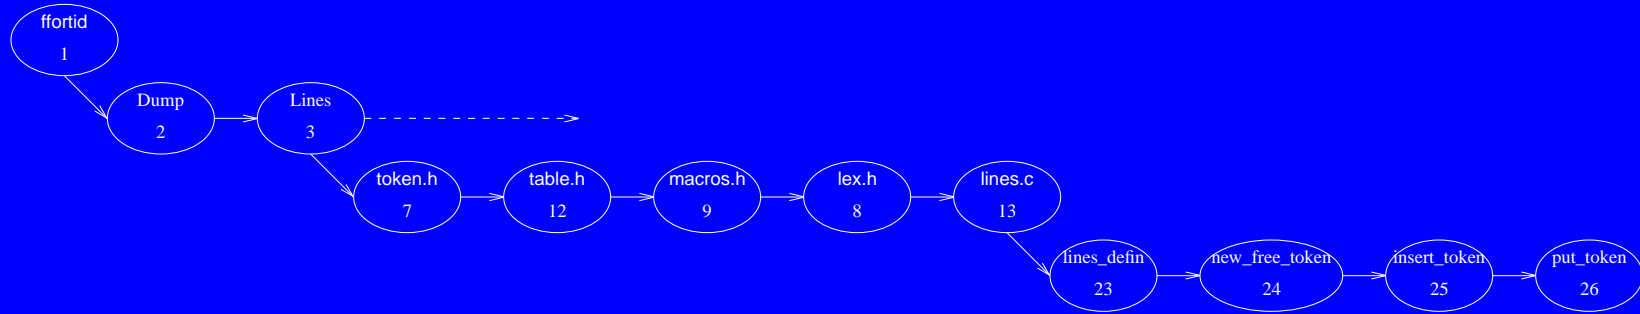 ffortid
1
Dump
2
Lines
3
token.h
7
table.h
12
macros.h
9
lex.h
8
lines.c
13
lines_defin
23
new_free_token
24
insert_token
25
put_token
26